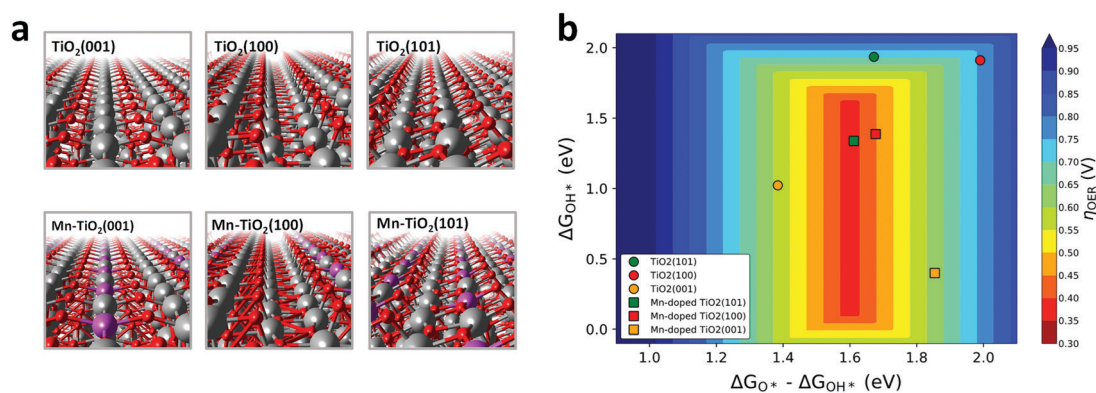 a
TiO₂(001)
TiO₂(100)
TiO₂(101)
Mn-TiO₂(001)
Mn-TiO₂(100)
Mn-TiO₂(101)
b
2.0
1.5
1.0
0.5
0.0
ΔG_OH* (eV)
TiO2(101)
TiO2(100)
TiO2(001)
Mn-doped TiO2(101)
Mn-doped TiO2(100)
Mn-doped TiO2(001)
1.0 1.2 1.4 1.6 1.8 2.0
ΔG_O* - ΔG_OH* (eV)
0.95
0.90
0.85
0.80
0.75
0.70
0.65
0.60
0.55
0.50
0.45
0.40
0.35
0.30
η_OER (V)